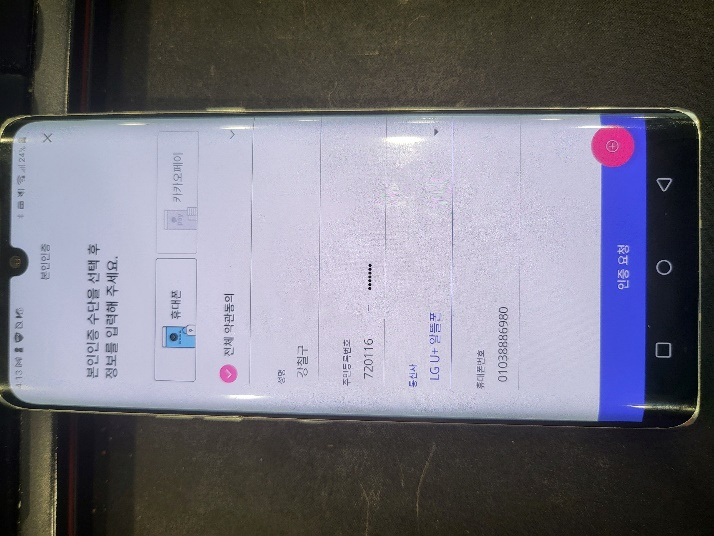 본인인증
본인인증 수단을 선택 후
정보를 입력해 주세요.
휴대폰
카카오페이
전체 약관동의
성명
강칠구
주민등록번호
720116 - •••••••
통신사
LG U+ 알뜰폰
휴대폰번호
01038886980
인증 요청